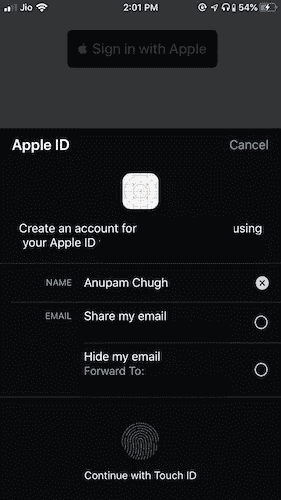 Jio 2:01 PM 54%
Sign in with Apple
Apple ID Cancel
Create an account for using
your Apple ID
NAME Anupam Chugh
EMAIL Share my email
Hide my email
Forward To:
Continue with Touch ID